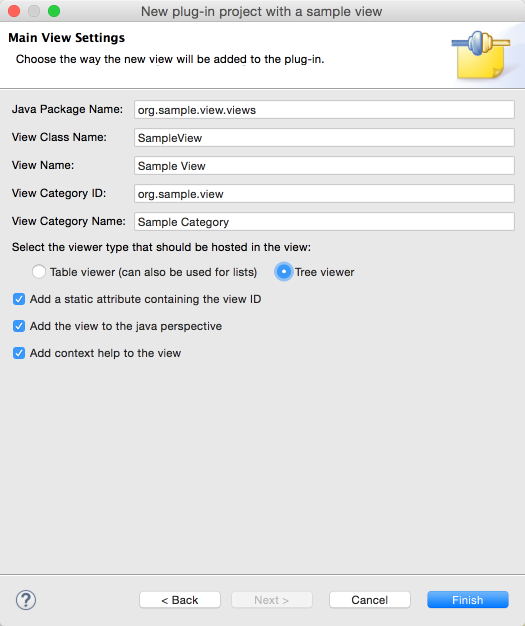 New plug-in project with a sample view
Main View Settings
Choose the way the new view will be added to the plug-in.
Java Package Name: org.sample.view.views
View Class Name: SampleView
View Name: Sample View
View Category ID: org.sample.view
View Category Name: Sample Category
Select the viewer type that should be hosted in the view:
Table viewer (can also be used for lists) Tree viewer
Add a static attribute containing the view ID
Add the view to the java perspective
Add context help to the view
? < Back Next > Cancel Finish